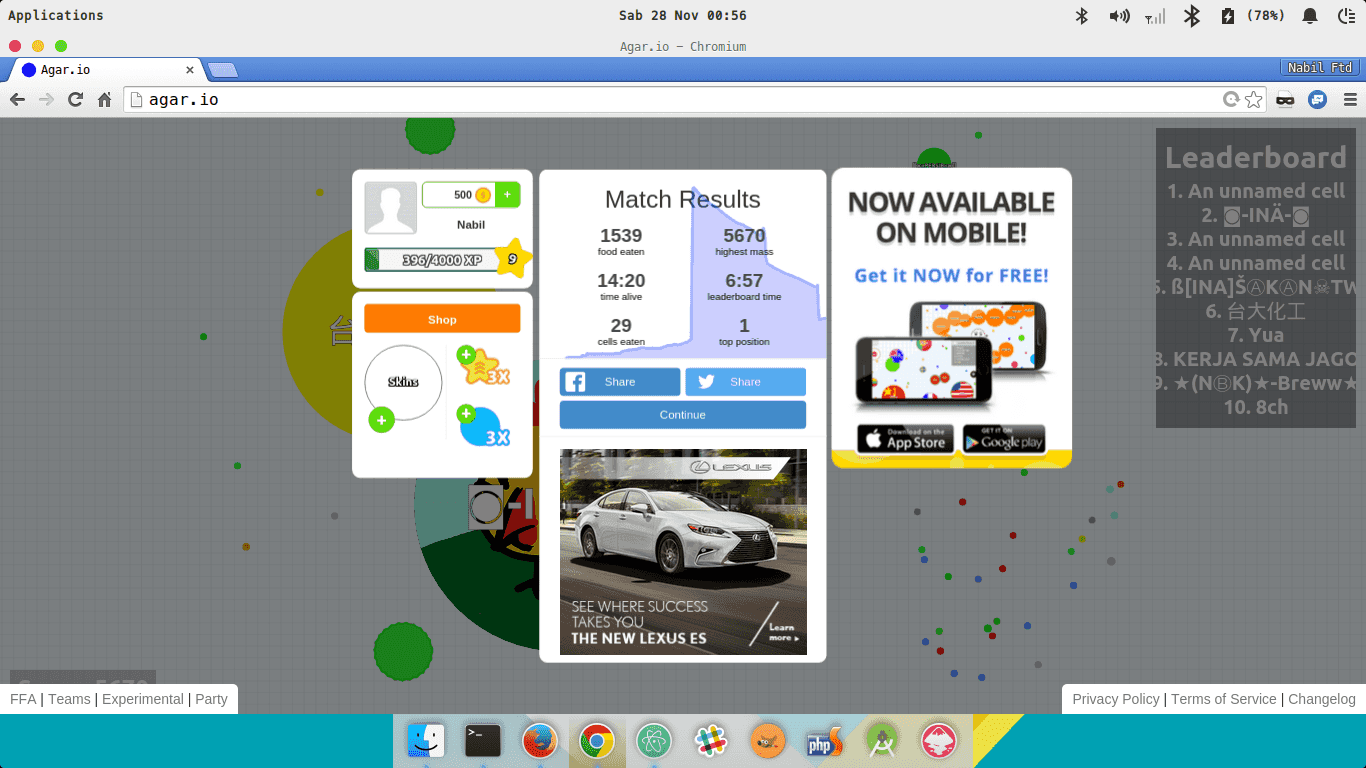 Applications
Sab 28 Nov 00:56
(78%)
Agar.io – Chromium
Agar.io
Nabil Ftd
agar.io
500
Nabil
396/4000 XP
9
Shop
Skins
3X
3X
Match Results
1539
food eaten
5670
highest mass
14:20
time alive
6:57
leaderboard time
29
cells eaten
1
top position
Share
Share
Continue
LEXUS
SEE WHERE SUCCESS
TAKES YOU
THE NEW LEXUS ES
Learn
more
NOW AVAILABLE
ON MOBILE!
Get it NOW for FREE!
Download on the
App Store
GET IT ON
Google play
Leaderboard
1. An unnamed cell
2. ◙-INÄ-◙
3. An unnamed cell
4. An unnamed cell
5. ß[INA]ŠⒶKⒶN☠TW
6. 台大化工
7. Yua
8. KERJA SAMA JAGO
9. ★(NⒷK)★-Breww★
10. 8ch
FFA | Teams | Experimental | Party
Privacy Policy | Terms of Service | Changelog
>_
php